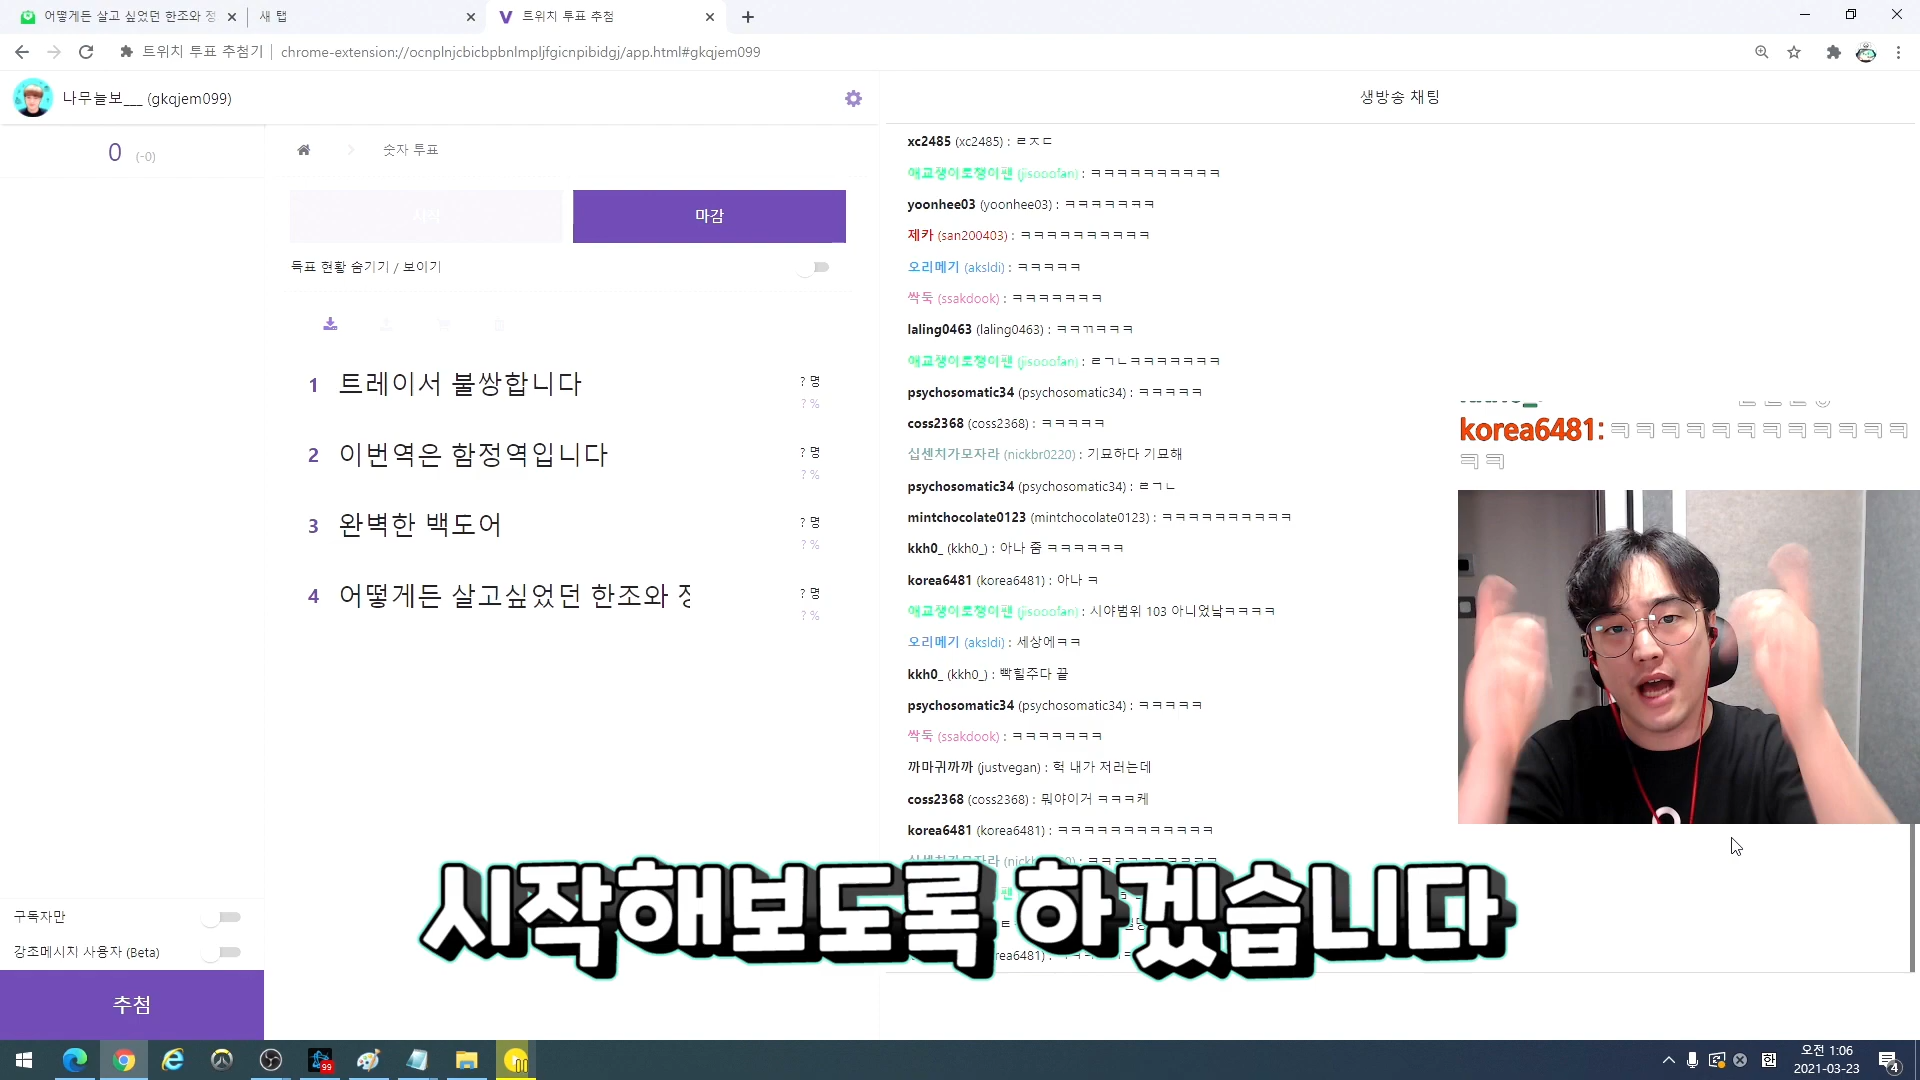 어떻게든 살고 싶었던 한조와 정
새 탭
트위치 투표 추첨
트위치 투표 추첨기
chrome-extension://ocnplnjcbicbpbnlmpljfgicnpibidgj/app.html#gkqjem099
나무늘보___ (gkqjem099)
0 (-0)
숫자 투표
시작
마감
득표 현황 숨기기 / 보이기
1 트레이서 불쌍합니다 ? 명
? %
2 이번역은 함정역입니다 ? 명
? %
3 완벽한 백도어 ? 명
? %
4 어떻게든 살고싶었던 한조와 정 ? 명
? %
구독자만
강조메시지 사용자 (Beta)
추첨
생방송 채팅
xc2485 (xc2485) : ㄹㅈㄷ
애교쟁이로쟁이팬 (jisooofan) : ㅋㅋㅋㅋㅋㅋㅋㅋㅋㅋ
yoonhee03 (yoonhee03) : ㅋㅋㅋㅋㅋㅋㅋ
제카 (san200403) : ㅋㅋㅋㅋㅋㅋㅋㅋㅋㅋ
오리메기 (aksldi) : ㅋㅋㅋㅋㅋ
싹둑 (ssakdook) : ㅋㅋㅋㅋㅋㅋㅋ
laling0463 (laling0463) : ㅋㅋㄲㅋㅋㅋ
애교쟁이로쟁이팬 (jisooofan) : ㄹㄱㄴㅋㅋㅋㅋㅋㅋㅋ
psychosomatic34 (psychosomatic34) : ㅋㅋㅋㅋㅋ
coss2368 (coss2368) : ㅋㅋㅋㅋㅋ
십센치가모자라 (nickbr0220) : 기묘하다 기묘해
psychosomatic34 (psychosomatic34) : ㄹㄱㄴ
mintchocolate0123 (mintchocolate0123) : ㅋㅋㅋㅋㅋㅋㅋㅋㅋㅋ
kkh0_ (kkh0_) : 아나 좀 ㅋㅋㅋㅋㅋㅋ
korea6481 (korea6481) : 아나 ㅋ
애교쟁이로쟁이팬 (jisooofan) : 시야범위 103 아니었냨ㅋㅋㅋㅋ
오리메기 (aksldi) : 세상에ㅋㅋ
kkh0_ (kkh0_) : 빡힐주다 끝
psychosomatic34 (psychosomatic34) : ㅋㅋㅋㅋㅋ
싹둑 (ssakdook) : ㅋㅋㅋㅋㅋㅋㅋ
까마귀까까 (justvegan) : 헉 내가 저러는데
coss2368 (coss2368) : 뭐야이거 ㅋㅋㅋ케
korea6481 (korea6481) : ㅋㅋㅋㅋㅋㅋㅋㅋㅋㅋㅋㅋ
korea6481: ㅋㅋㅋㅋㅋㅋㅋㅋㅋㅋㅋㅋ
ㅋㅋ
시작해보도록 하겠습니다
99
오전 1:06
2021-03-23
한
4